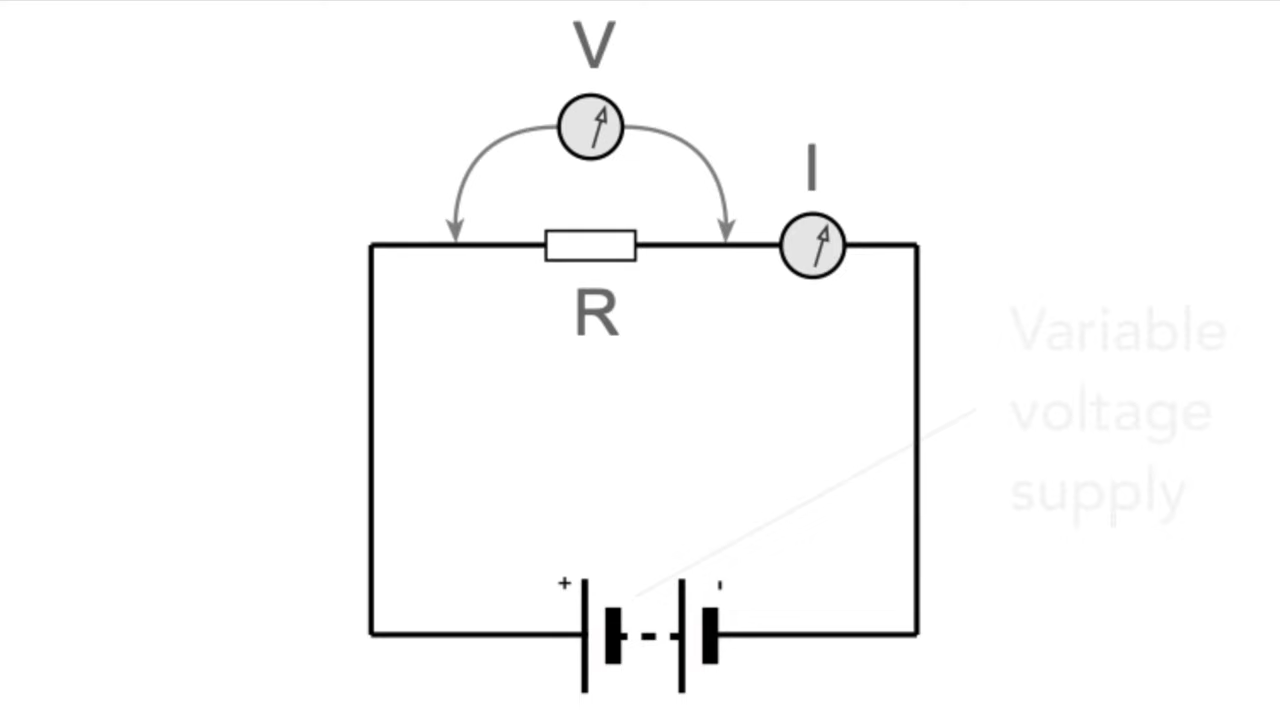 V
I
R
Variable
voltage
supply
+ -